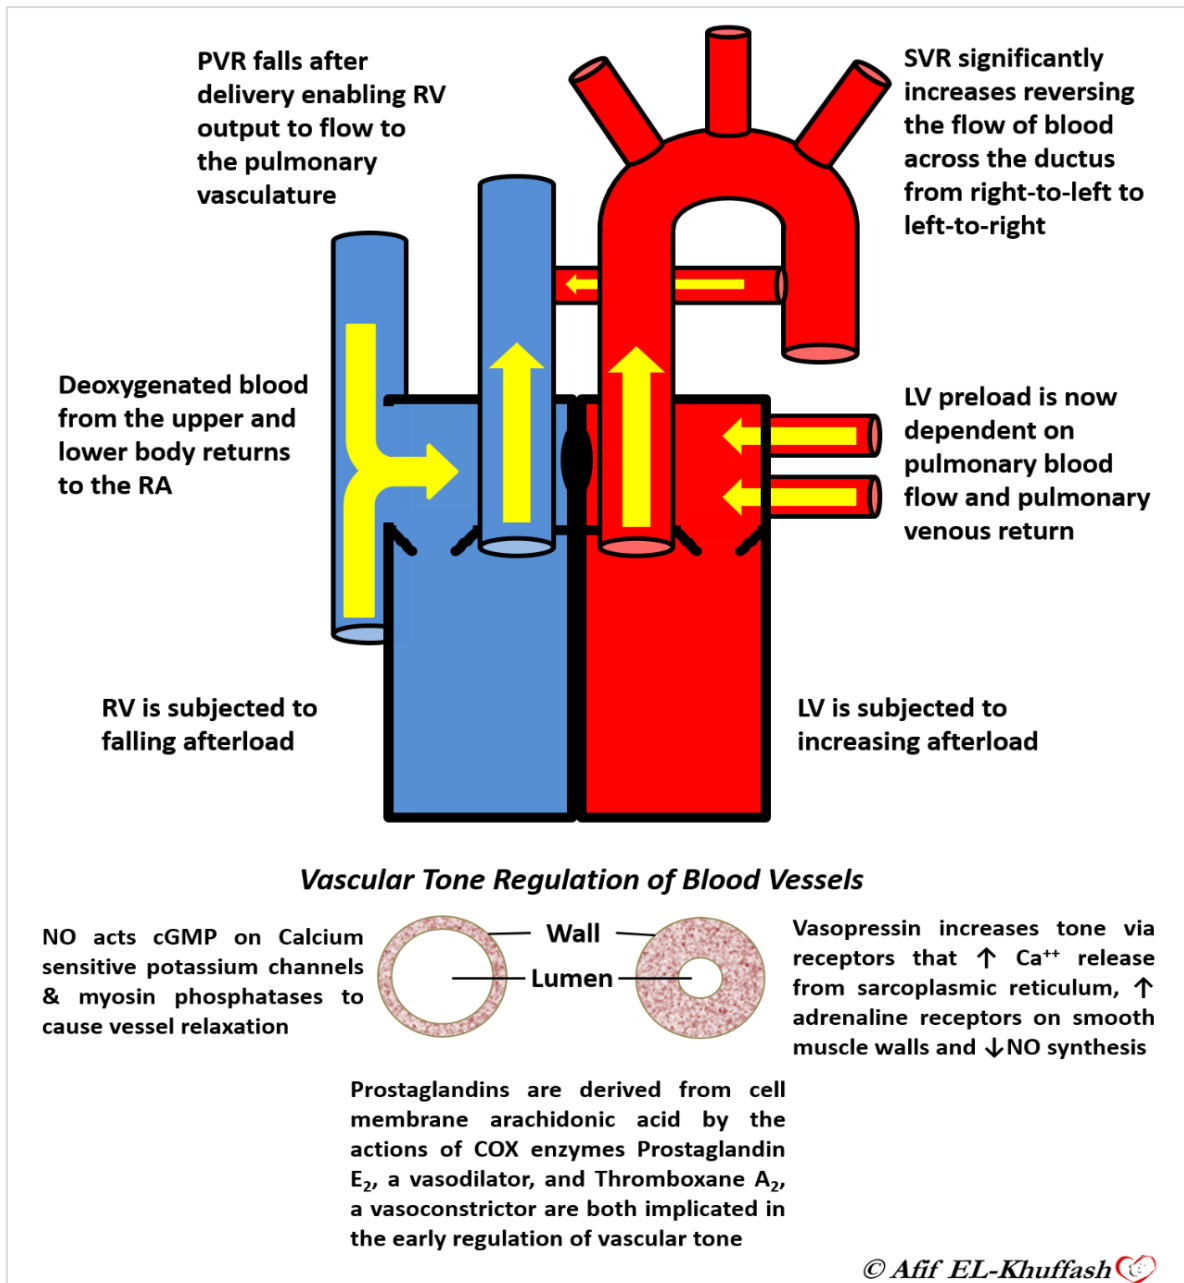 PVR falls after
delivery enabling RV
output to flow to
the pulmonary
vasculature
SVR significantly
increases reversing
the flow of blood
across the ductus
from right-to-left to
left-to-right
Deoxygenated blood
from the upper and
lower body returns
to the RA
LV preload is now
dependent on
pulmonary blood
flow and pulmonary
venous return
RV is subjected to
falling afterload
LV is subjected to
increasing afterload
Vascular Tone Regulation of Blood Vessels
NO acts cGMP on Calcium
sensitive potassium channels
& myosin phosphatases to
cause vessel relaxation
Wall
Lumen
Vasopressin increases tone via
receptors that ↑ Ca⁺⁺ release
from sarcoplasmic reticulum, ↑
adrenaline receptors on smooth
muscle walls and ↓NO synthesis
Prostaglandins are derived from cell
membrane arachidonic acid by the
actions of COX enzymes Prostaglandin
E₂, a vasodilator, and Thromboxane A₂,
a vasoconstrictor are both implicated in
the early regulation of vascular tone
© Afif EL-Khuffash